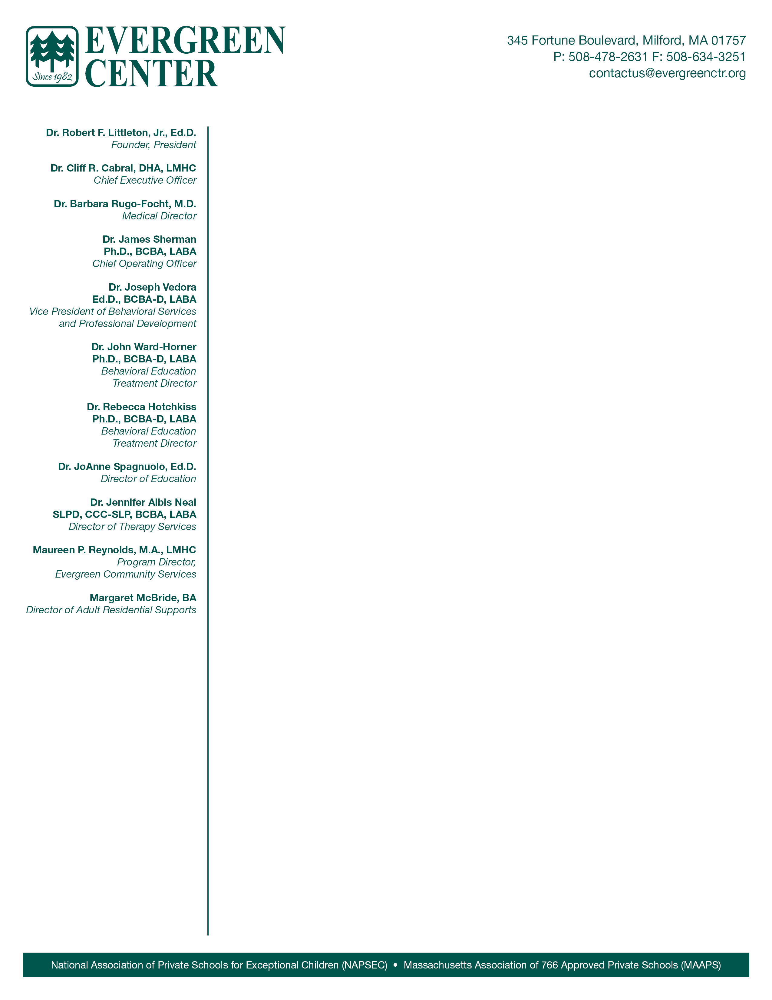 EVERGREEN
CENTER
Since 1982
345 Fortune Boulevard, Milford, MA 01757
P: 508-478-2631 F: 508-634-3251
contactus@evergreenctr.org
Dr. Robert F. Littleton, Jr., Ed.D.
Founder, President
Dr. Cliff R. Cabral, DHA, LMHC
Chief Executive Officer
Dr. Barbara Rugo-Focht, M.D.
Medical Director
Dr. James Sherman
Ph.D., BCBA, LABA
Chief Operating Officer
Dr. Joseph Vedora
Ed.D., BCBA-D, LABA
Vice President of Behavioral Services
and Professional Development
Dr. John Ward-Horner
Ph.D., BCBA-D, LABA
Behavioral Education
Treatment Director
Dr. Rebecca Hotchkiss
Ph.D., BCBA-D, LABA
Behavioral Education
Treatment Director
Dr. JoAnne Spagnuolo, Ed.D.
Director of Education
Dr. Jennifer Albis Neal
SLPD, CCC-SLP, BCBA, LABA
Director of Therapy Services
Maureen P. Reynolds, M.A., LMHC
Program Director,
Evergreen Community Services
Margaret McBride, BA
Director of Adult Residential Supports
National Association of Private Schools for Exceptional Children (NAPSEC) • Massachusetts Association of 766 Approved Private Schools (MAAPS)